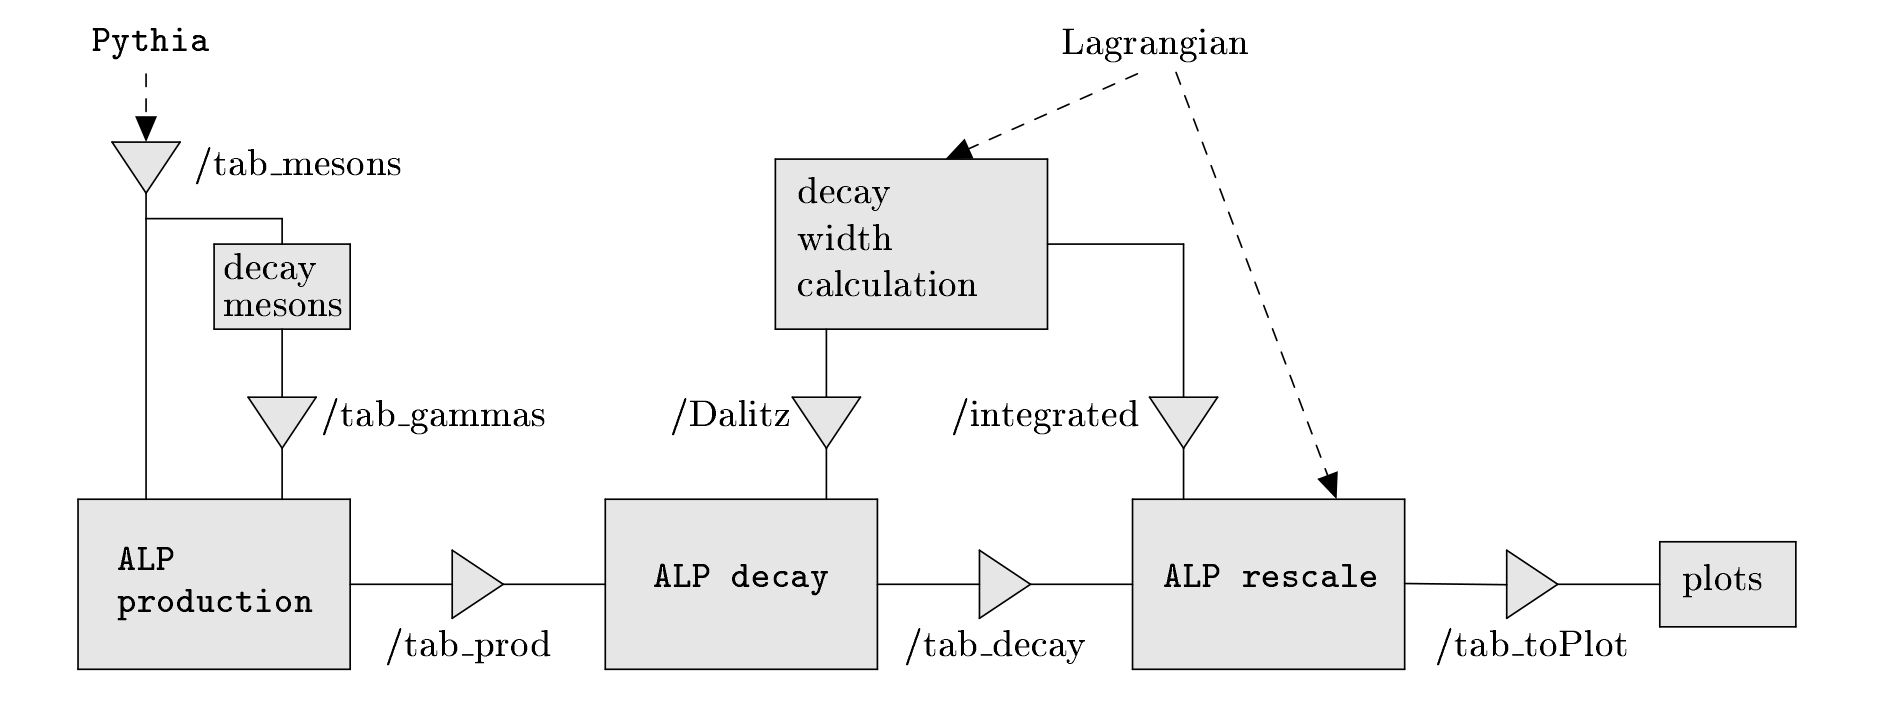 Pythia
Lagrangian
/tab_mesons
decay
mesons
decay
width
calculation
/tab_gammas
/Dalitz
/integrated
ALP
production
/tab_prod
ALP decay
/tab_decay
ALP rescale
/tab_toPlot
plots